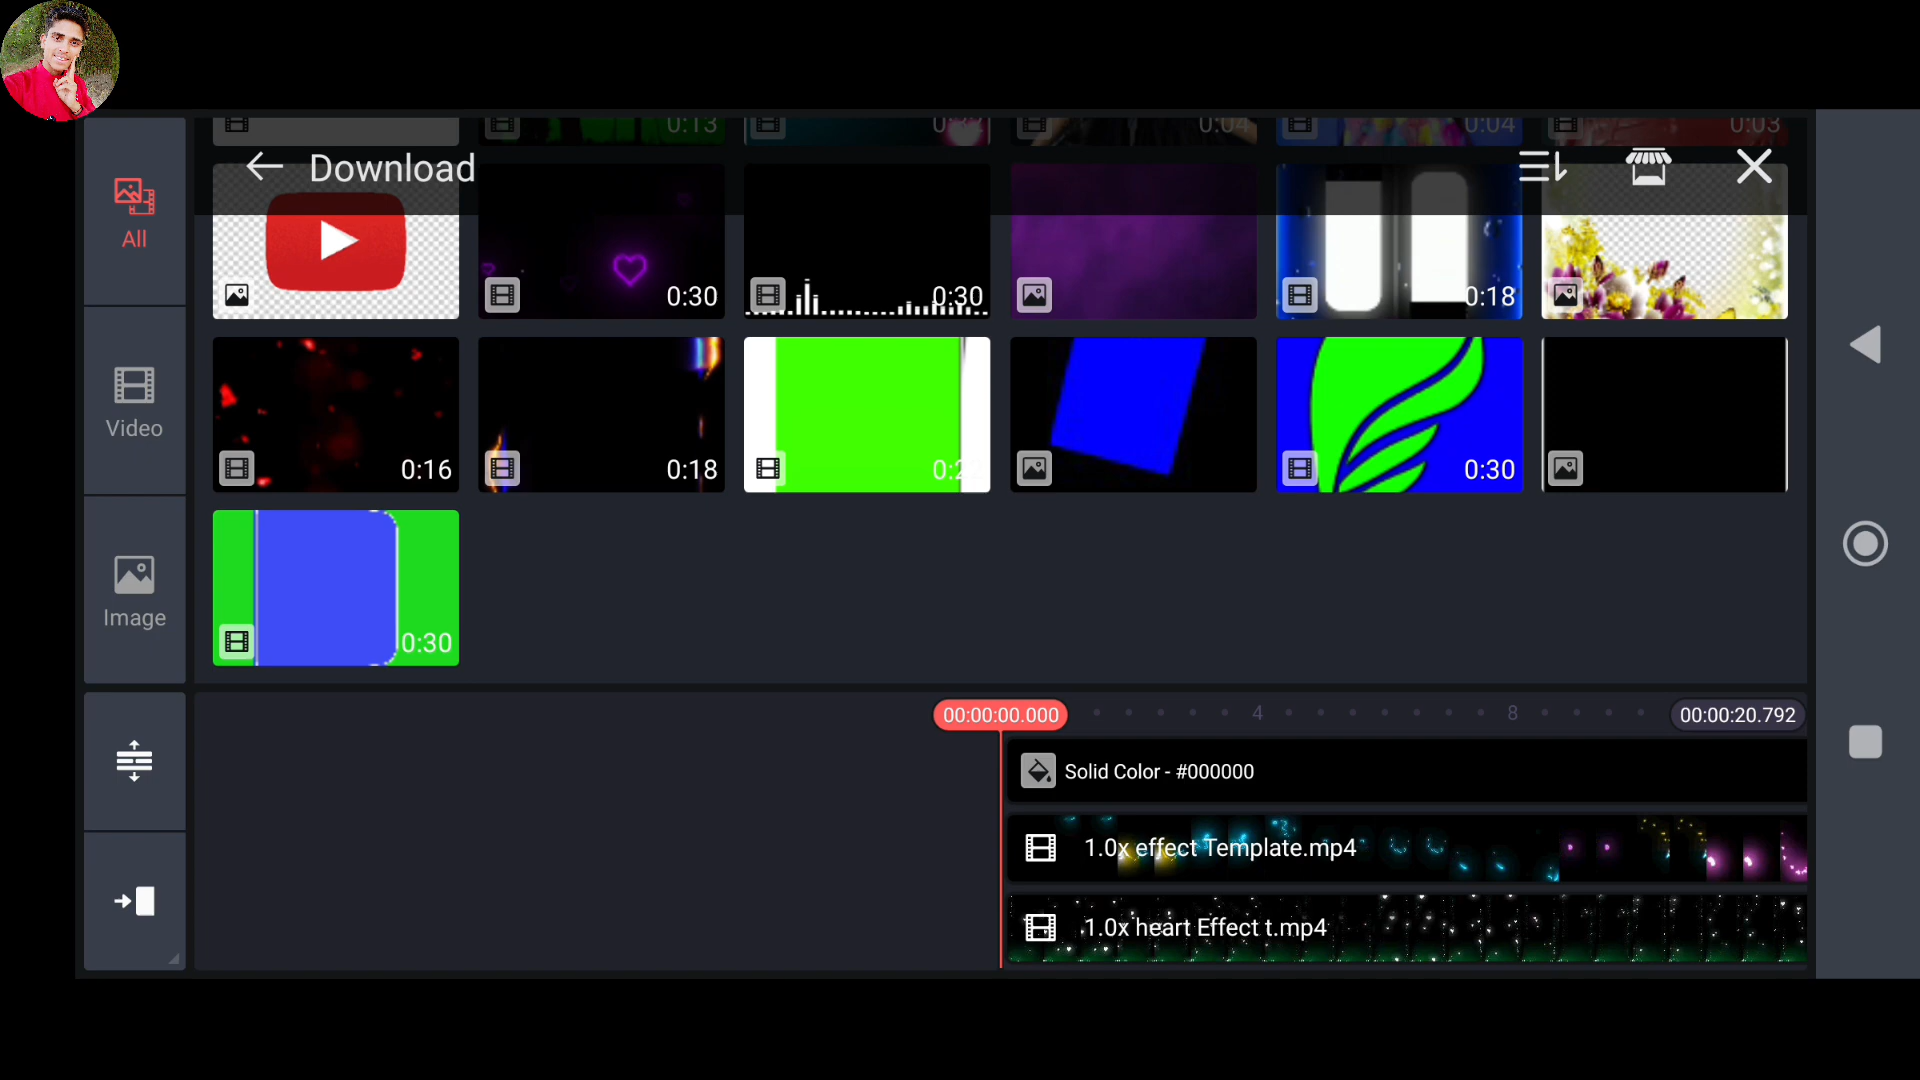 0:13
0:04
0:04
0:03
Download
All
0:30
0:30
0:18
Video
0:16
0:18
0:30
Image
0:30
00:00:00.000
4
8
00:00:20.792
Solid Color - #000000
1.0x effect Template.mp4
1.0x heart Effect t.mp4